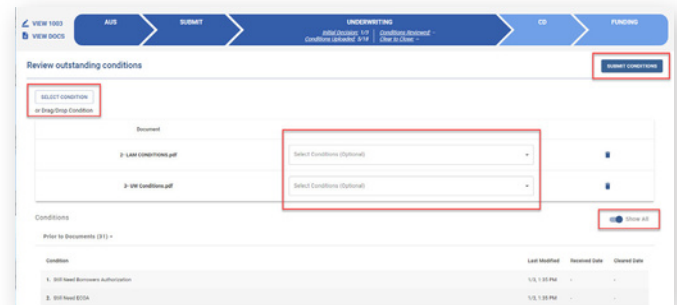 VIEW 1003
VIEW DOCS
AUS
SUBMIT
UNDERWRITING
Initial Decision: 1/3 | Conditions Reviewed: -
Conditions Uploaded: 5/18 | Clear to Close: -
CD
FUNDING
Review outstanding conditions
SUBMIT CONDITIONS
SELECT CONDITION
or Drag/Drop Condition
Document
2- LAM CONDITIONS.pdf
Select Conditions (Optional)
2- UW Conditions.pdf
Select Conditions (Optional)
Conditions
Show All
Prior to Documents (31)
Condition Last Modified Received Date Cleared Date
1. Still Need Borrowers Authorization 1/3, 1:35 PM - -
2. Still Need ECOA 1/3, 1:35 PM - -